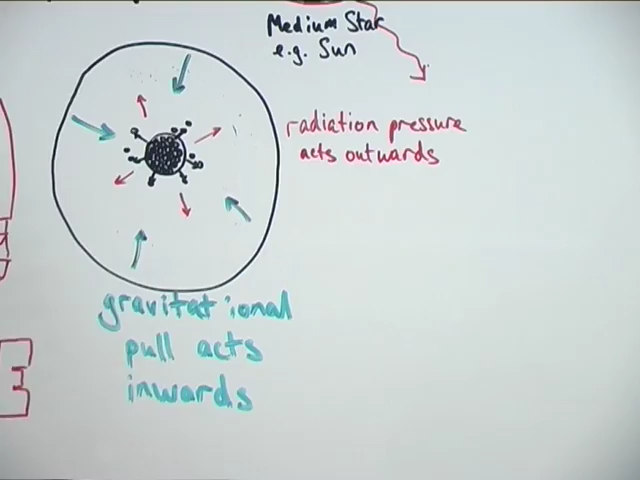 Medium Star
e.g. Sun
radiation pressure
acts outwards
gravitational
pull acts
inwards